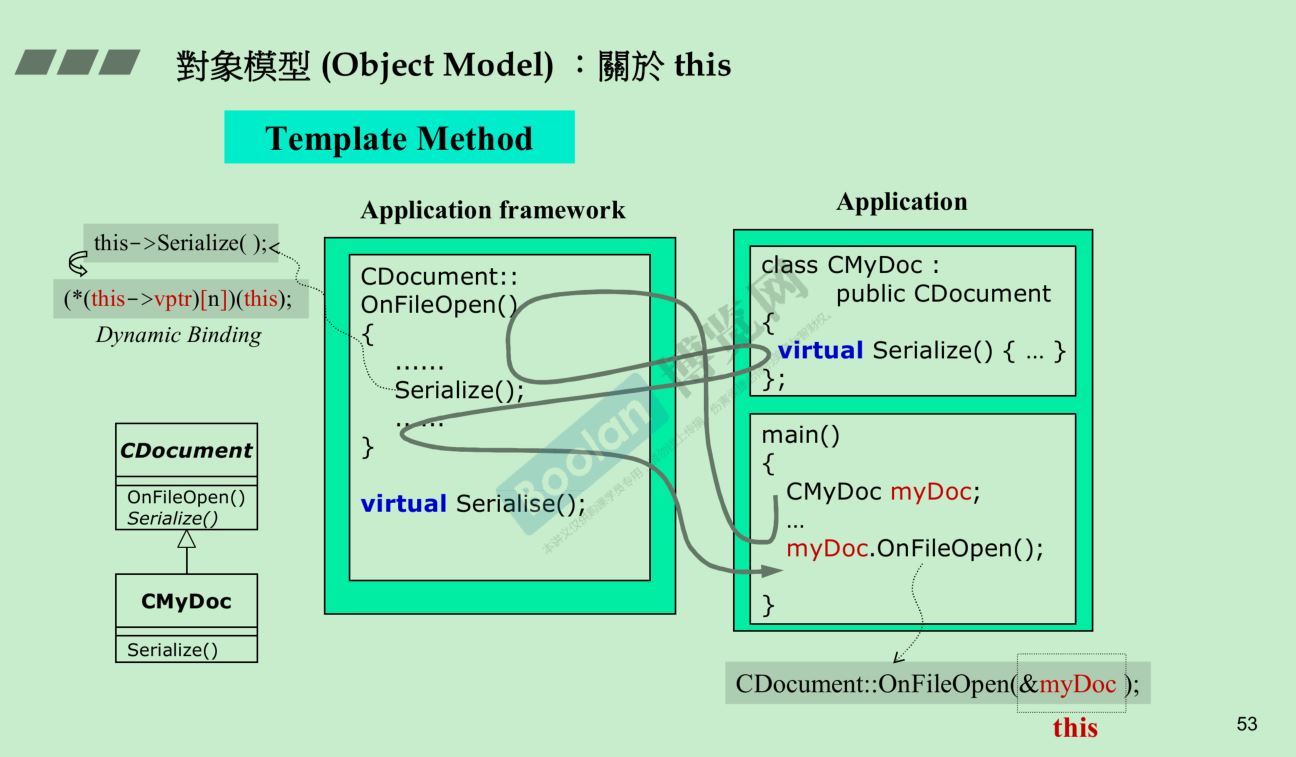 對象模型 (Object Model) ：關於 this
Template Method
Application framework
Application
this->Serialize( );
(*(this->vptr)[n])(this);
Dynamic Binding
CDocument::
OnFileOpen()
{
......
Serialize();
......
}
virtual Serialise();
class CMyDoc :
public CDocument
{
virtual Serialize() { … }
};
main()
{
CMyDoc myDoc;
…
myDoc.OnFileOpen();
}
CDocument
OnFileOpen()
Serialize()
CMyDoc
Serialize()
CDocument::OnFileOpen(&myDoc );
this
Boolan 博览网
53